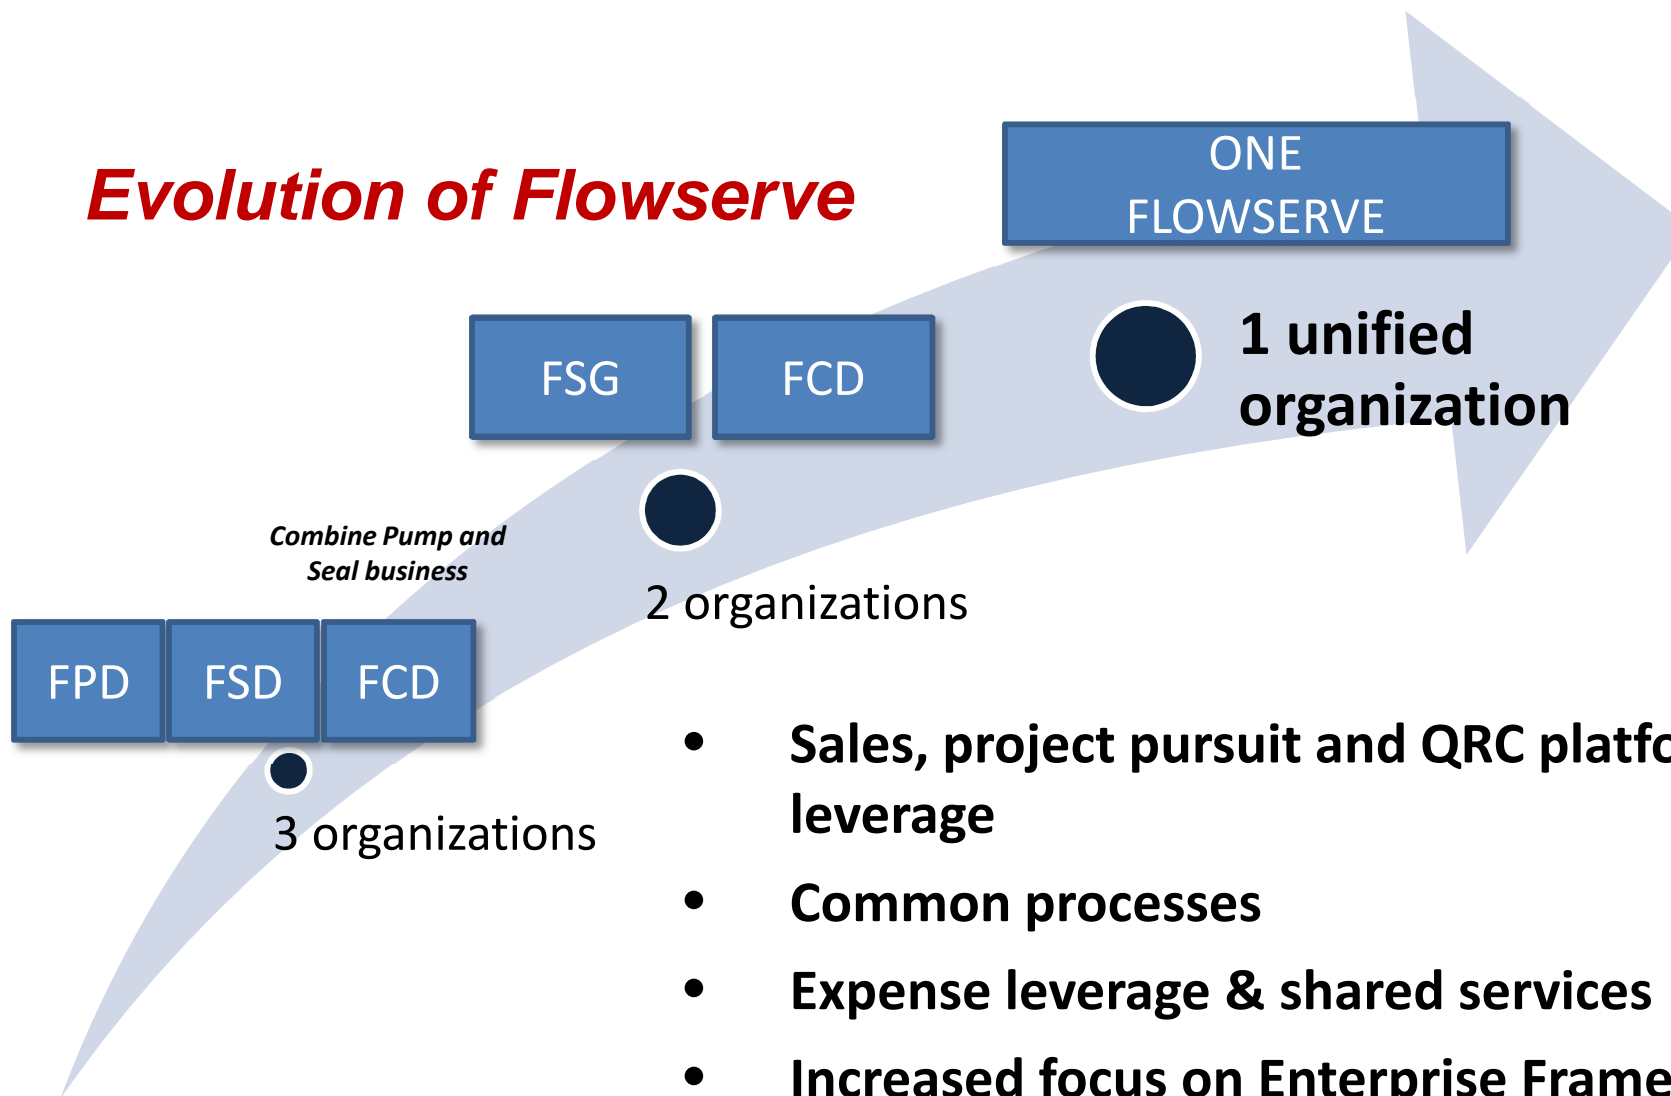 Evolution of Flowserve
ONE
FLOWSERVE
1 unified
organization
FSG
FCD
2 organizations
Combine Pump and
Seal business
FPD
FSD
FCD
3 organizations
• Sales, project pursuit and QRC
leverage
• Common processes
• Expense leverage & shared services
• Increased focus on Enterprise